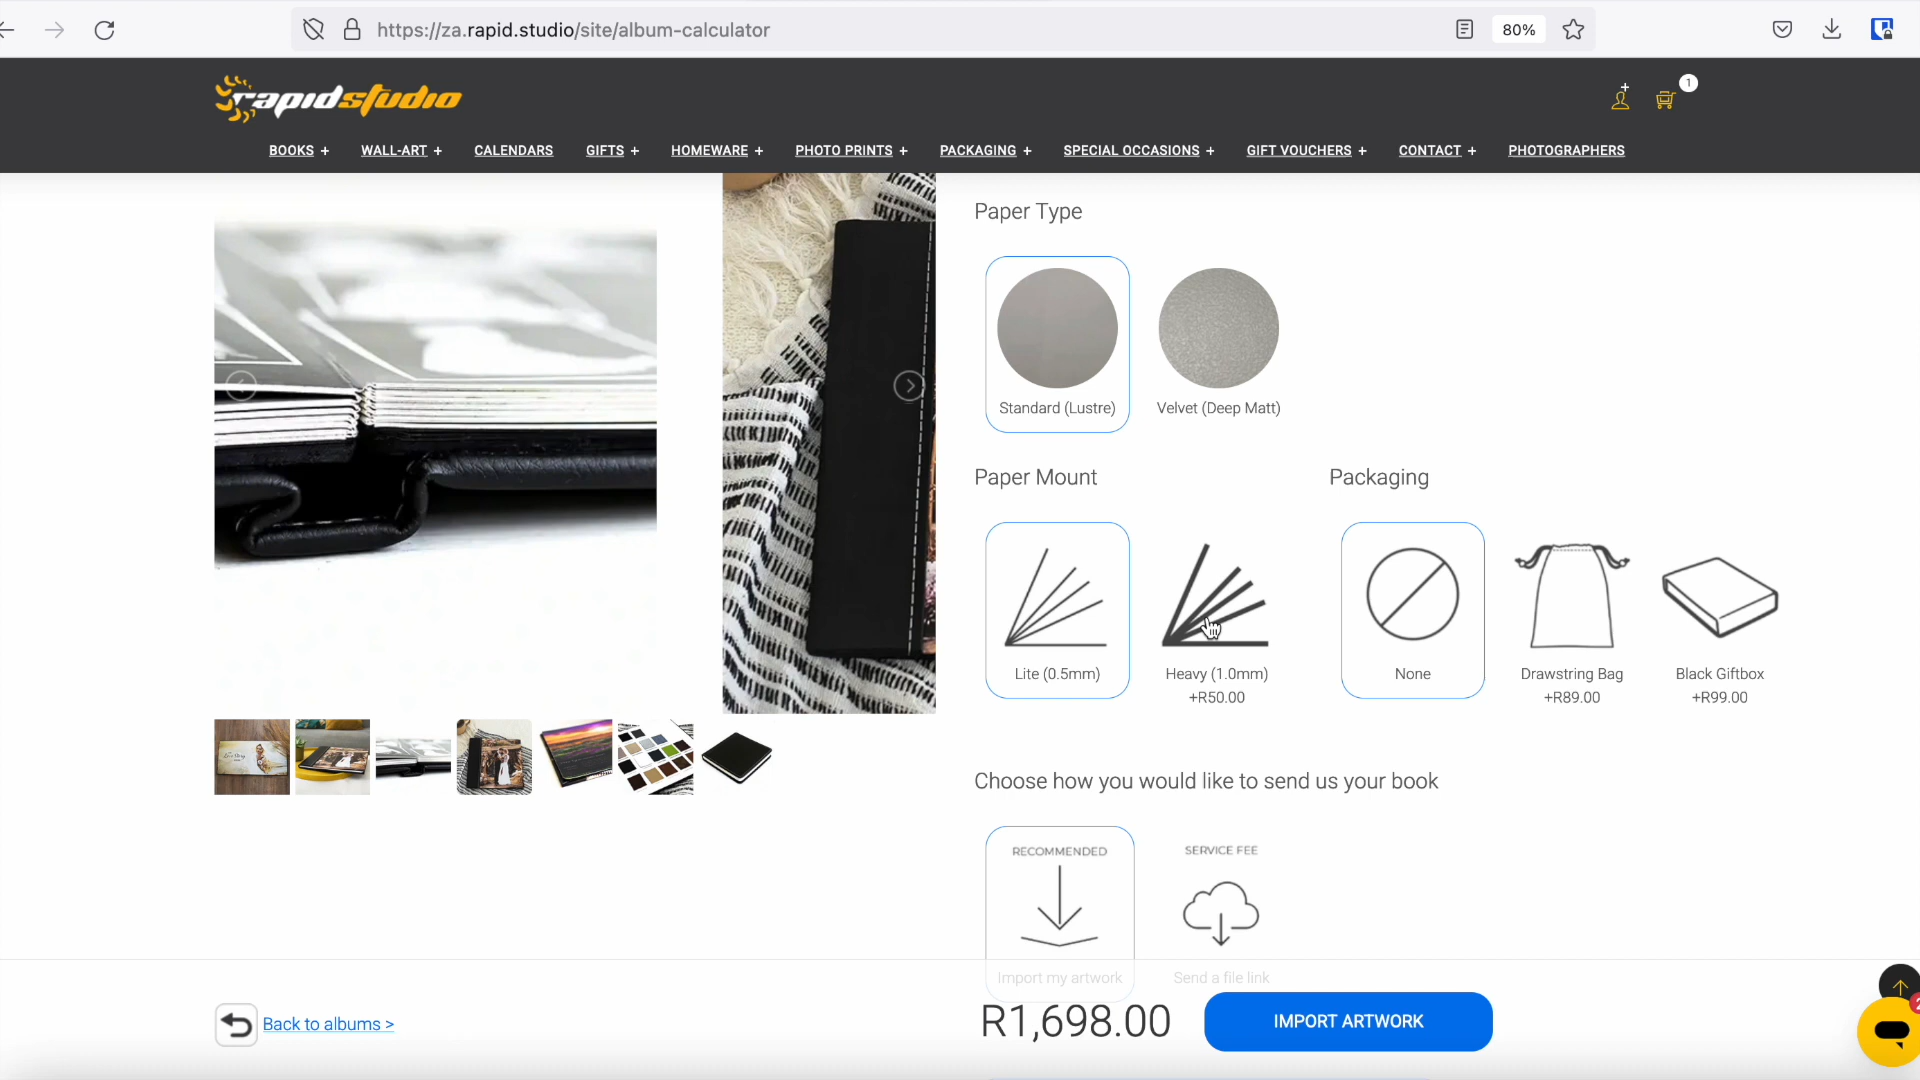 https://za.rapid.studio/site/album-calculator
80%
rapidstudio
1
BOOKS +
WALL-ART +
CALENDARS
GIFTS +
HOMEWARE +
PHOTO PRINTS +
PACKAGING +
SPECIAL OCCASIONS +
GIFT VOUCHERS +
CONTACT +
PHOTOGRAPHERS
Paper Type
Standard (Lustre)
Velvet (Deep Matt)
Paper Mount
Packaging
Lite (0.5mm)
Heavy (1.0mm)
+R50.00
None
Drawstring Bag
+R89.00
Black Giftbox
+R99.00
Choose how you would like to send us your book
RECOMMENDED
SERVICE FEE
Import my artwork
Send a file link
Back to albums >
R1,698.00
IMPORT ARTWORK